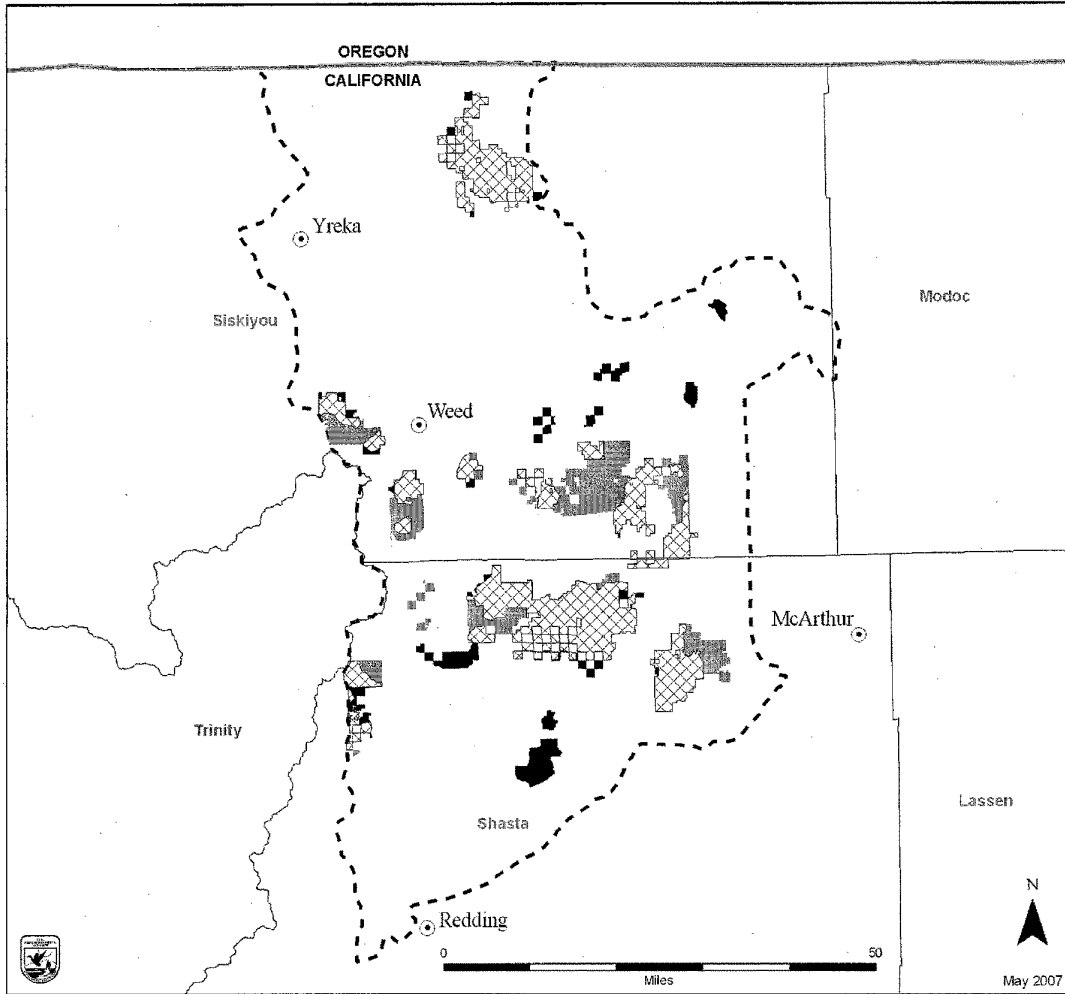 OREGON
CALIFORNIA
Yreka
Modoc
Siskiyou
Weed
McArthur
Trinity
Lassen
Shasta
N
Redding
0 50
Miles
May 2007